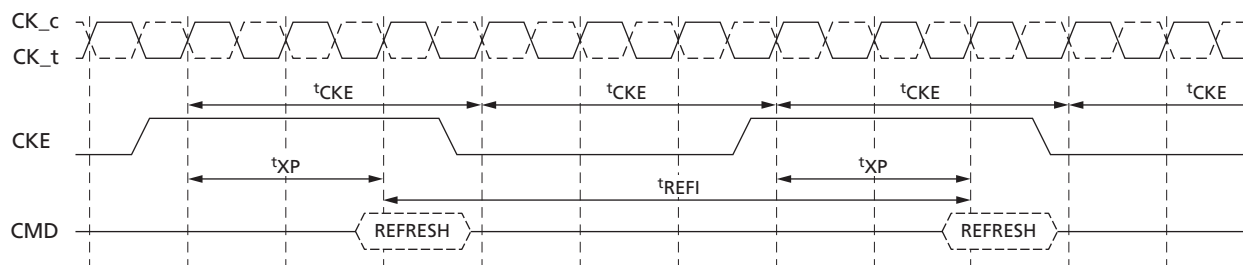 CK_c
CK_t
tCKE tCKE tCKE tCKE
CKE
tXP tXP
tREFI
CMD REFRESH REFRESH